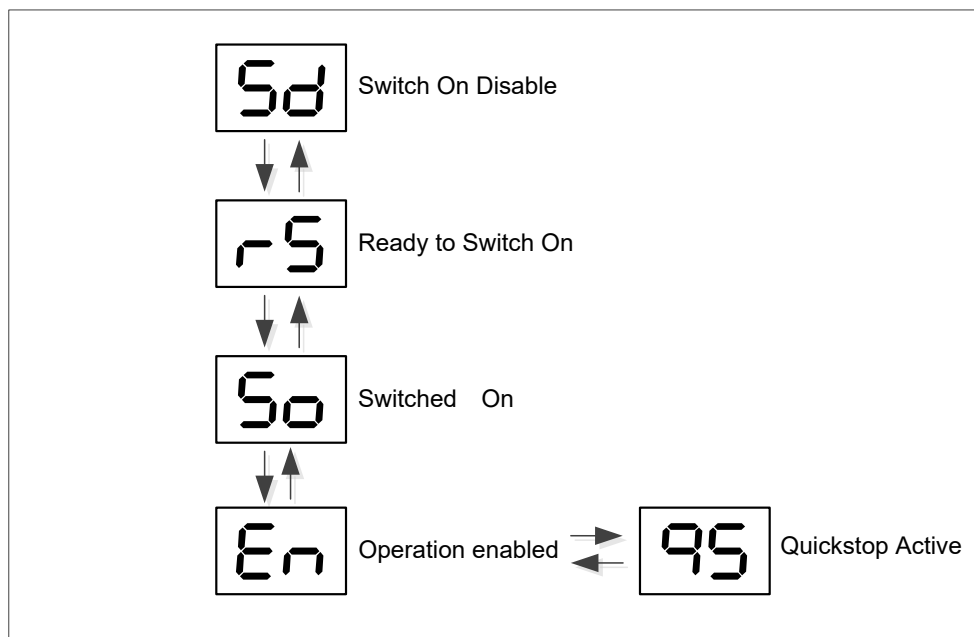 Sd Switch On Disable
rS Ready to Switch On
So Switched On
En Operation enabled
qS Quickstop Active